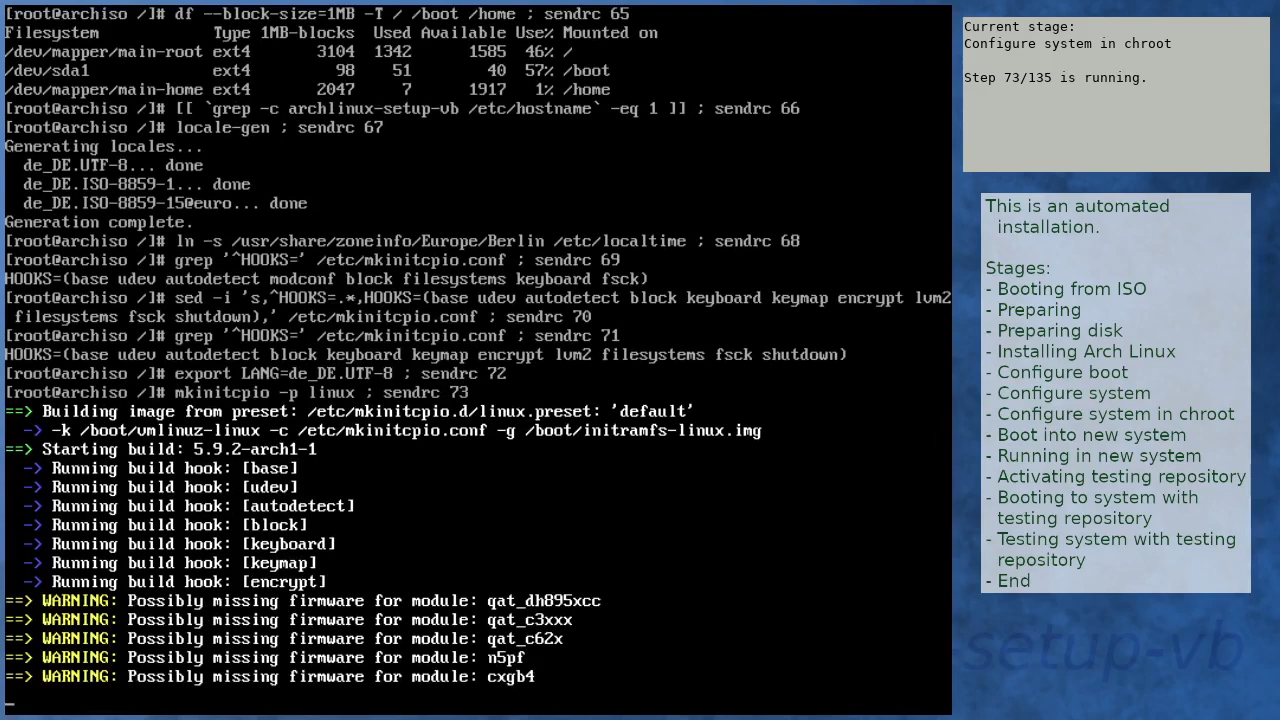 [root@archiso /]# df --block-size=1MB -T / /boot /home ; sendrc 65
Filesystem            Type 1MB-blocks  Used Available Use% Mounted on
/dev/mapper/main-root ext4       3104  1342      1585  46% /
/dev/sda1             ext4         98    51        40  57% /boot
/dev/mapper/main-home ext4       2047     7      1917   1% /home
[root@archiso /]# [[ `grep -c archlinux-setup-vb /etc/hostname` -eq 1 ]] ; sendrc 66
[root@archiso /]# locale-gen ; sendrc 67
Generating locales...
  de_DE.UTF-8... done
  de_DE.ISO-8859-1... done
  de_DE.ISO-8859-15@euro... done
Generation complete.
[root@archiso /]# ln -s /usr/share/zoneinfo/Europe/Berlin /etc/localtime ; sendrc 68
[root@archiso /]# grep '^HOOKS=' /etc/mkinitcpio.conf ; sendrc 69
HOOKS=(base udev autodetect modconf block filesystems keyboard fsck)
[root@archiso /]# sed -i 's,^HOOKS=.*,HOOKS=(base udev autodetect block keyboard keymap encrypt lvm2
 filesystems fsck shutdown),' /etc/mkinitcpio.conf ; sendrc 70
[root@archiso /]# grep '^HOOKS=' /etc/mkinitcpio.conf ; sendrc 71
HOOKS=(base udev autodetect block keyboard keymap encrypt lvm2 filesystems fsck shutdown)
[root@archiso /]# export LANG=de_DE.UTF-8 ; sendrc 72
[root@archiso /]# mkinitcpio -p linux ; sendrc 73
==> Building image from preset: /etc/mkinitcpio.d/linux.preset: 'default'
  -> -k /boot/vmlinuz-linux -c /etc/mkinitcpio.conf -g /boot/initramfs-linux.img
==> Starting build: 5.9.2-arch1-1
  -> Running build hook: [base]
  -> Running build hook: [udev]
  -> Running build hook: [autodetect]
  -> Running build hook: [block]
  -> Running build hook: [keyboard]
  -> Running build hook: [keymap]
  -> Running build hook: [encrypt]
==> WARNING: Possibly missing firmware for module: qat_dh895xcc
==> WARNING: Possibly missing firmware for module: qat_c3xxx
==> WARNING: Possibly missing firmware for module: qat_c62x
==> WARNING: Possibly missing firmware for module: n5pf
==> WARNING: Possibly missing firmware for module: cxgb4
Current stage:
Configure system in chroot
Step 73/135 is running.
This is an automated
installation.
Stages:
- Booting from ISO
- Preparing
- Preparing disk
- Installing Arch Linux
- Configure boot
- Configure system
- Configure system in chroot
- Boot into new system
- Running in new system
- Activating testing repository
- Booting to system with
testing repository
- Testing system with testing
repository
- End
setup-vb